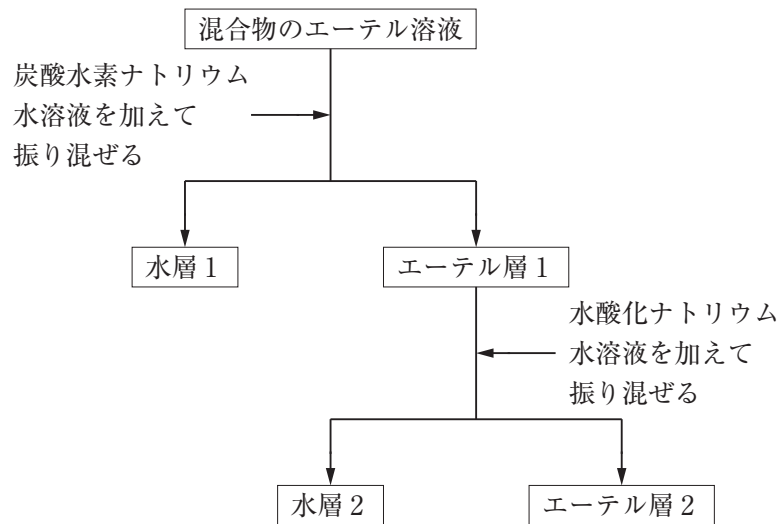 混合物のエーテル溶液
炭酸水素ナトリウム
水溶液を加えて
振り混ぜる
水層1
エーテル層1
水酸化ナトリウム
水溶液を加えて
振り混ぜる
水層2
エーテル層2